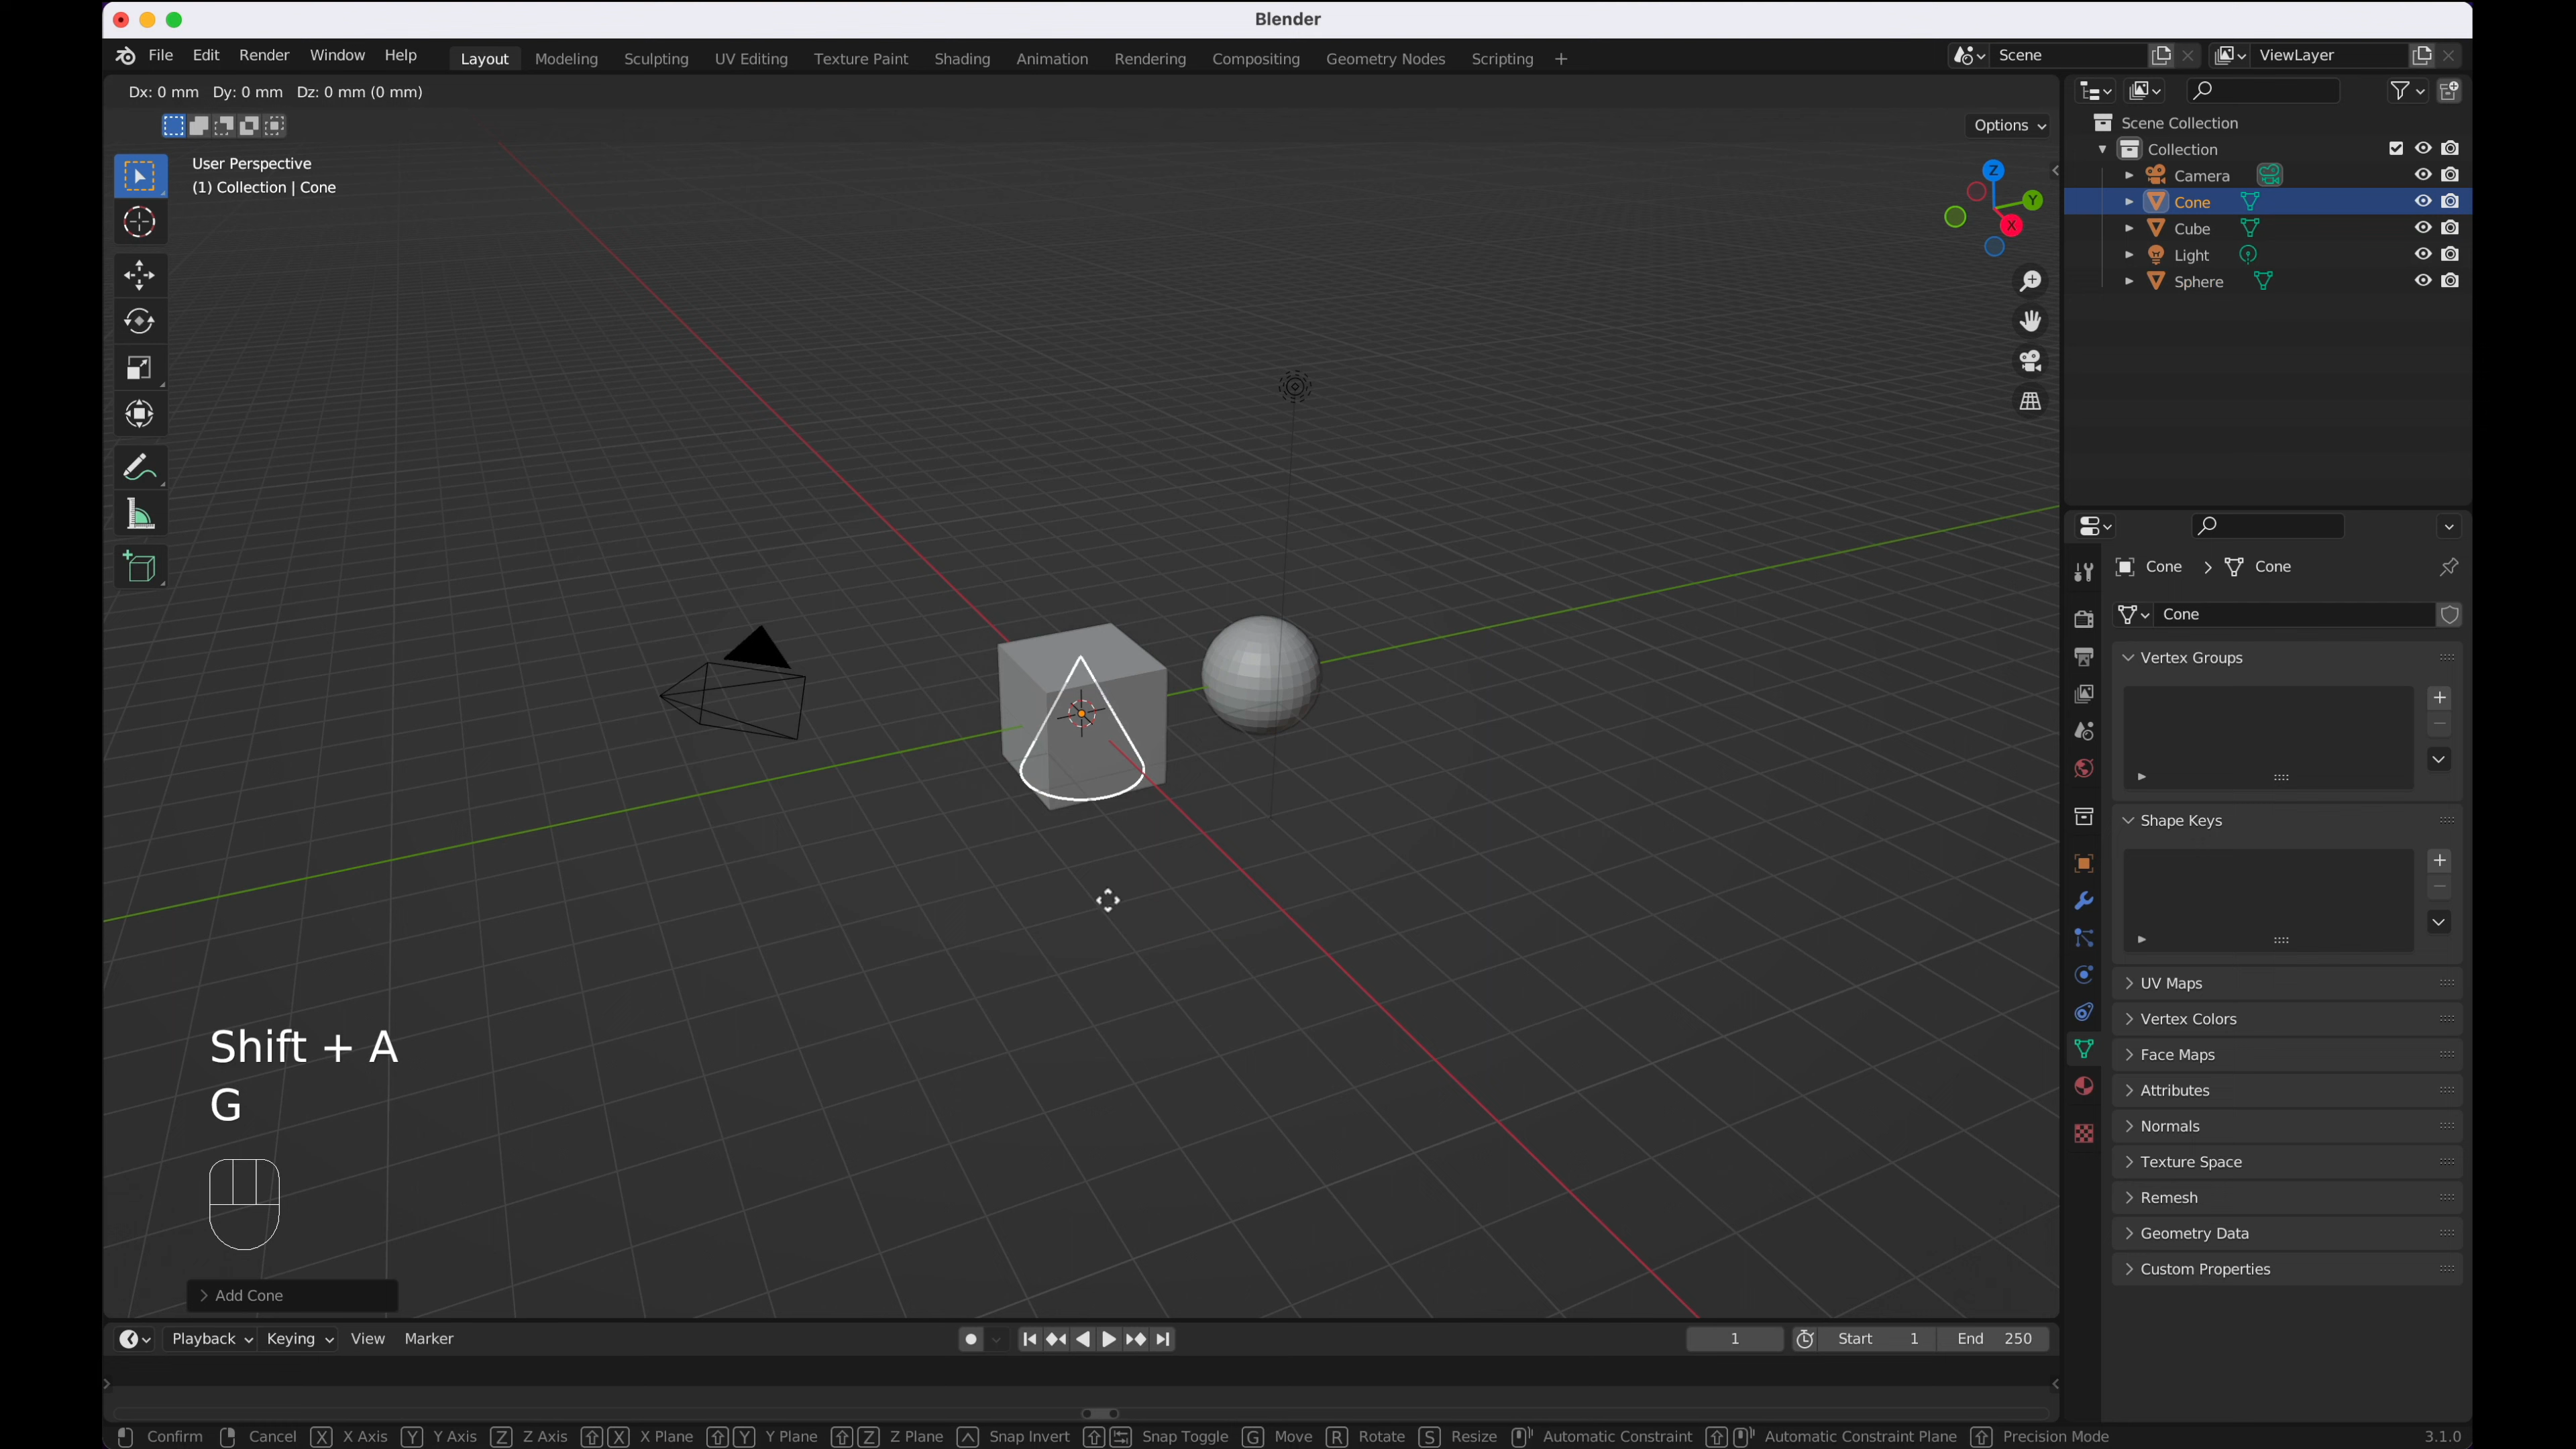 Blender
File Edit Render Window Help Layout Modeling Sculpting UV Editing Texture Paint Shading Animation Rendering Compositing Geometry Nodes Scripting + Scene ViewLayer
Dx: 0 mm Dy: 0 mm Dz: 0 mm (0 mm)
Options
User Perspective
(1) Collection | Cone
Z
Y
X
Scene Collection
Collection
Camera
Cone
Cube
Light
Sphere
Cone > Cone
Cone
Vertex Groups
Shape Keys
UV Maps
Vertex Colors
Face Maps
Attributes
Normals
Texture Space
Remesh
Geometry Data
Custom Properties
Shift + A
G
Add Cone
Playback Keying View Marker 1 Start 1 End 250
Confirm Cancel X X Axis Y Y Axis Z Z Axis X X Plane Y Y Plane Z Z Plane Snap Invert Snap Toggle G Move R Rotate S Resize Automatic Constraint Automatic Constraint Plane Precision Mode 3.1.0